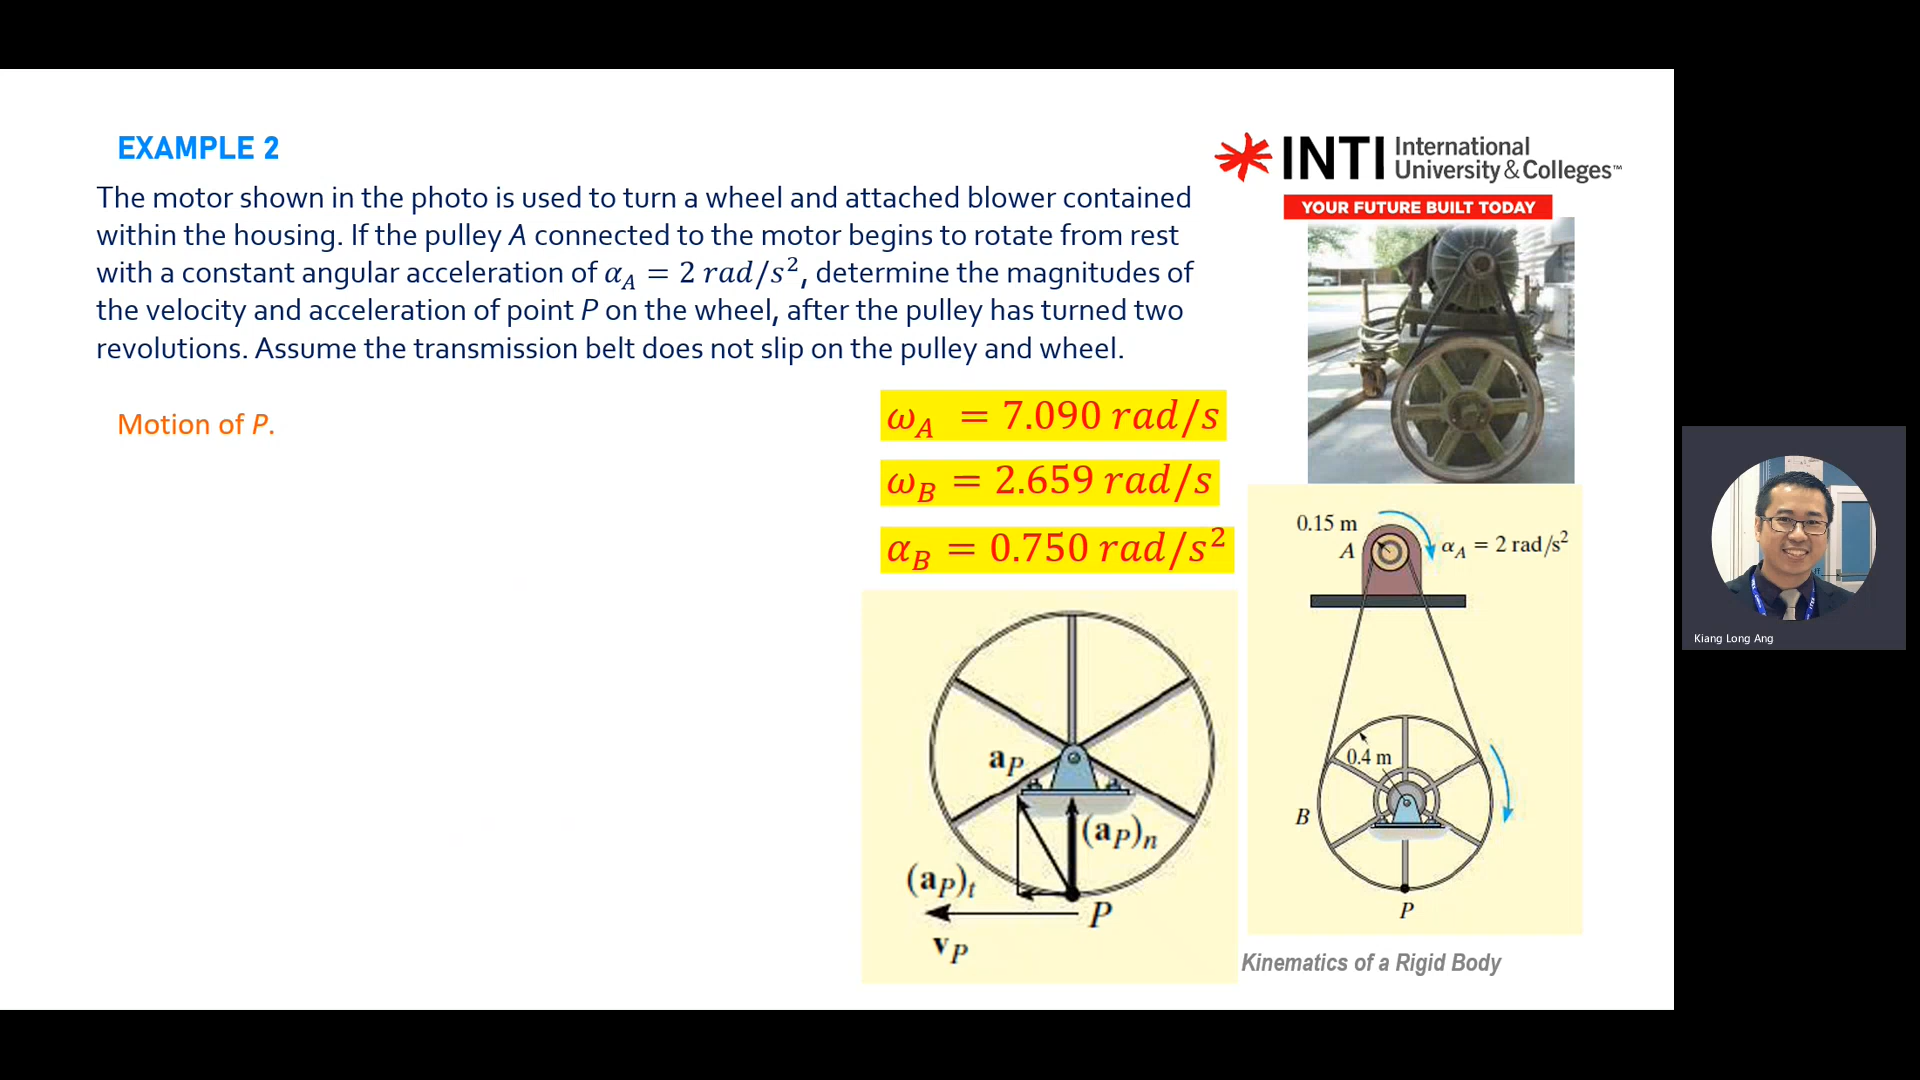 EXAMPLE 2
INTI International
University & Colleges™
YOUR FUTURE BUILT TODAY
The motor shown in the photo is used to turn a wheel and attached blower contained
within the housing. If the pulley A connected to the motor begins to rotate from rest
with a constant angular acceleration of α_A = 2 rad/s², determine the magnitudes of
the velocity and acceleration of point P on the wheel, after the pulley has turned two
revolutions. Assume the transmission belt does not slip on the pulley and wheel.
Motion of P.
ω_A = 7.090 rad/s
ω_B = 2.659 rad/s
α_B = 0.750 rad/s²
a_P
(a_P)_n
(a_P)_t
P
v_P
0.15 m
A
α_A = 2 rad/s²
0.4 m
B
P
Kinematics of a Rigid Body
Kiang Long Ang